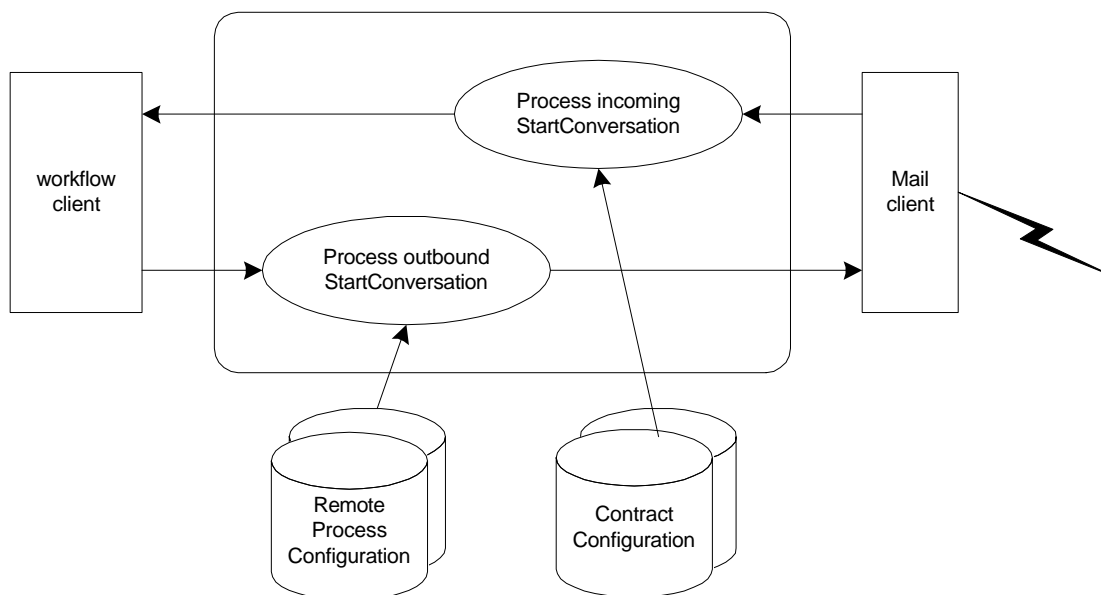 Process incoming
StartConversation
workflow
client
Mail
client
Process outbound
StartConversation
Remote
Process
Configuration
Contract
Configuration